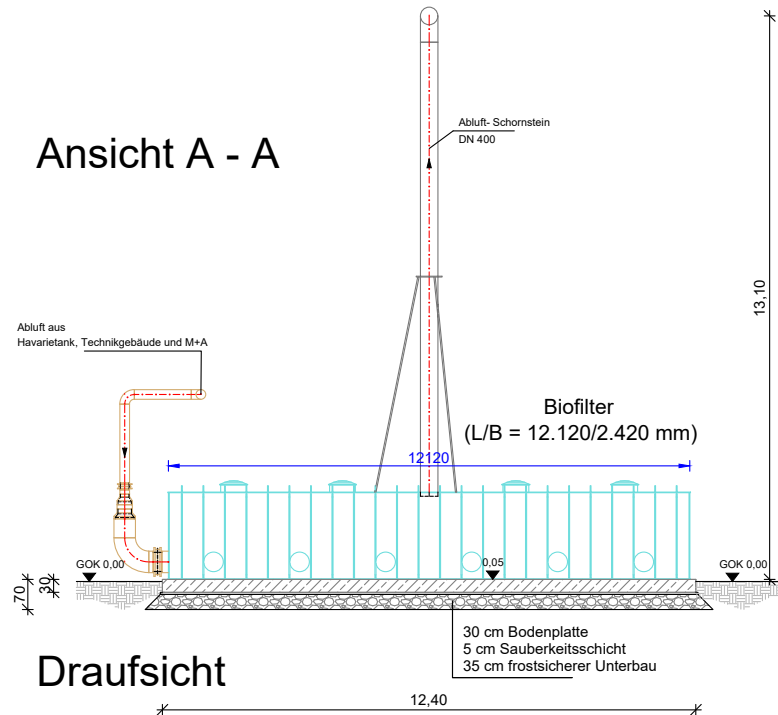 Ansicht A - A
Abluft- Schornstein
DN 400
13,10
Abluft aus
Havarietank, Technikgebäude und M+A
Biofilter
(L/B = 12.120/2.420 mm)
12120
GOK 0,00
0,05
GOK 0,00
70
30
30 cm Bodenplatte
5 cm Sauberkeitsschicht
35 cm frostsicherer Unterbau
Draufsicht
12,40